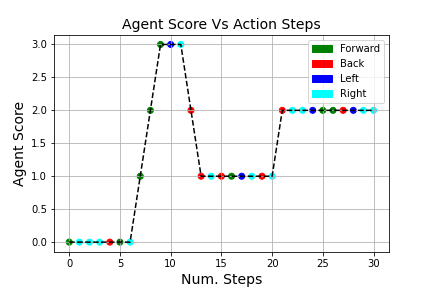 Agent Score Vs Action Steps
3.0
2.5
2.0
1.5
1.0
0.5
0.0
Agent Score
Forward
Back
Left
Right
0 5 10 15 20 25 30
Num. Steps